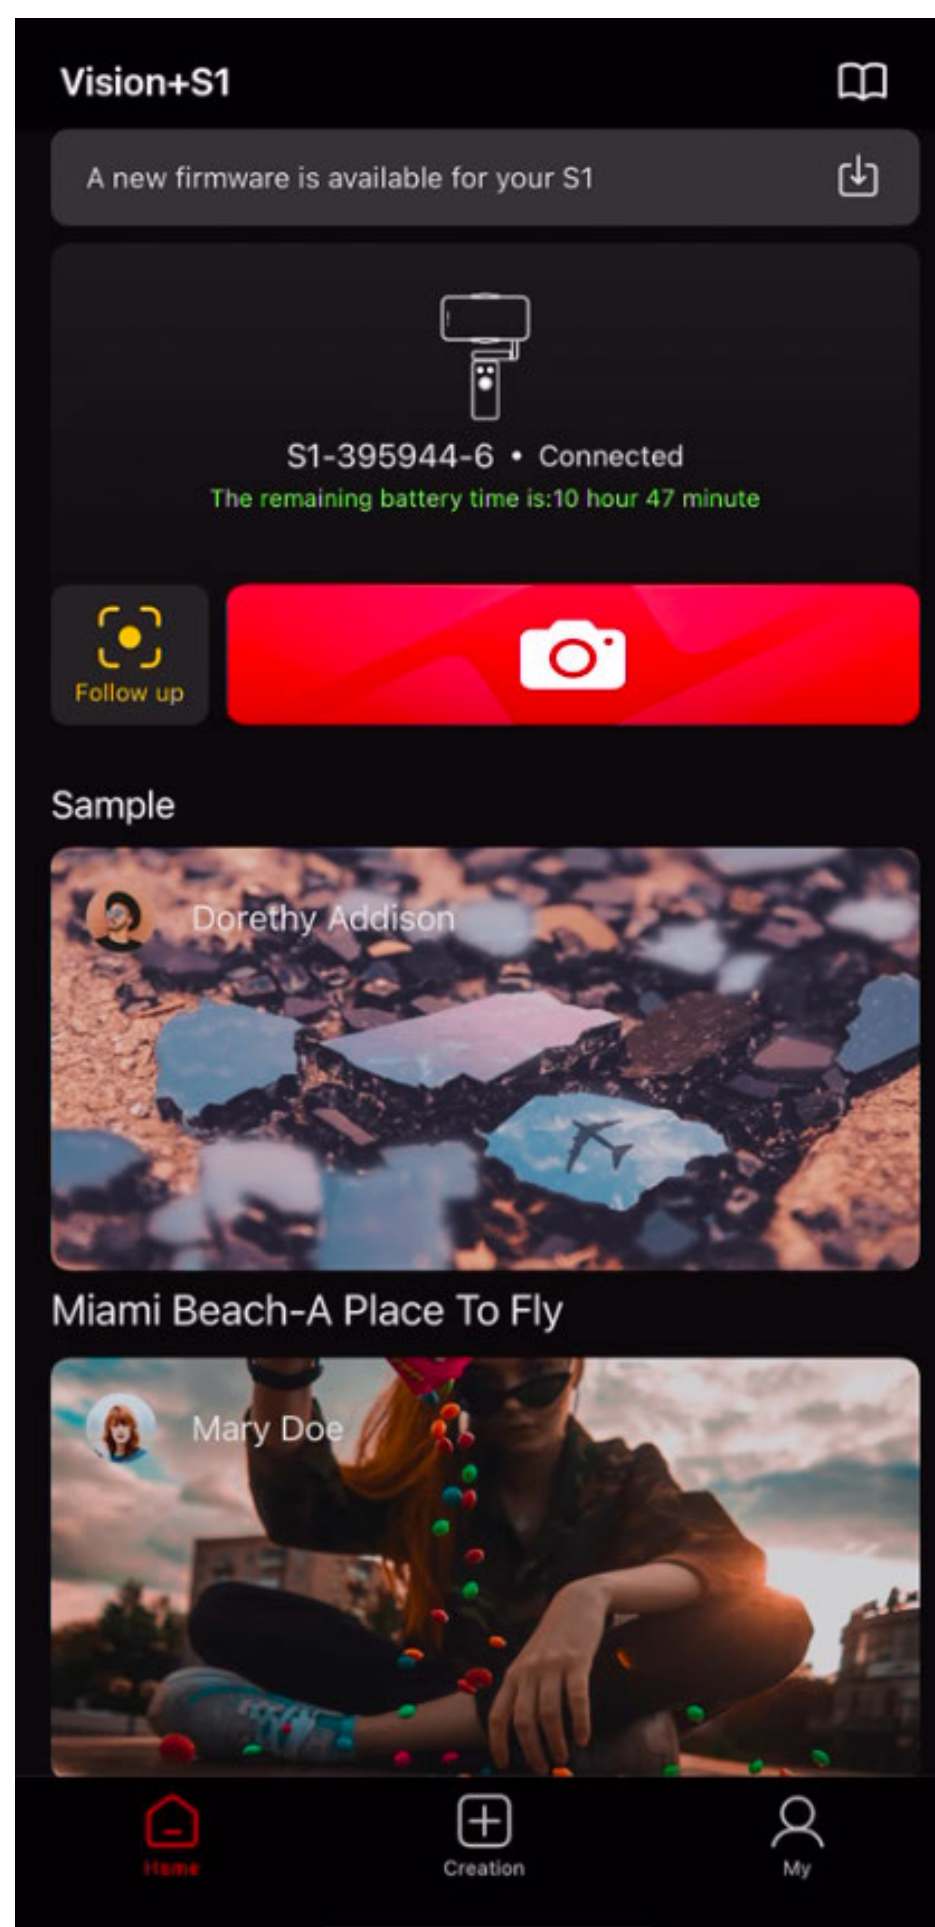 Vision+S1
A new firmware is available for your S1
S1-395944-6 • Connected
The remaining battery time is:10 hour 47 minute
Follow up
Sample
Dorethy Addison
Miami Beach-A Place To Fly
Mary Doe
Home
Creation
My